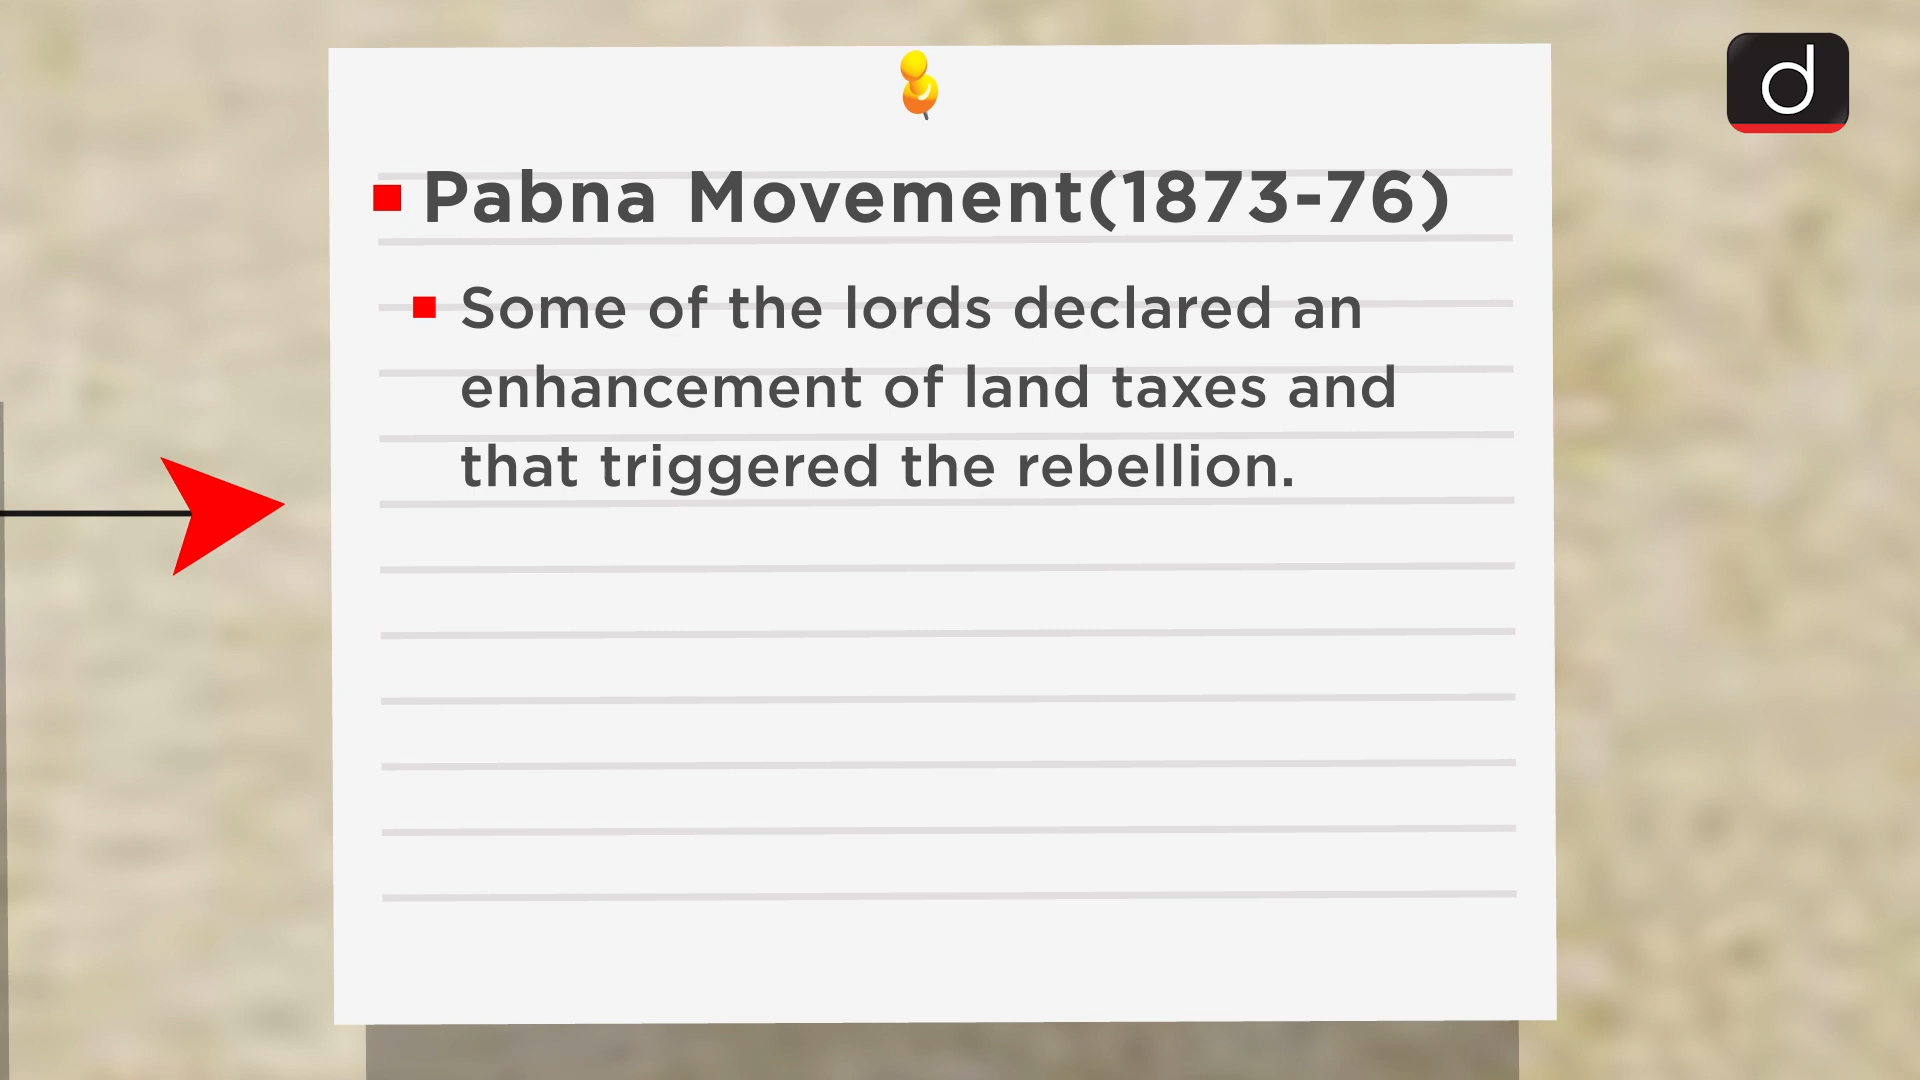 Pabna Movement(1873-76)
Some of the lords declared an
enhancement of land taxes and
that triggered the rebellion.
d